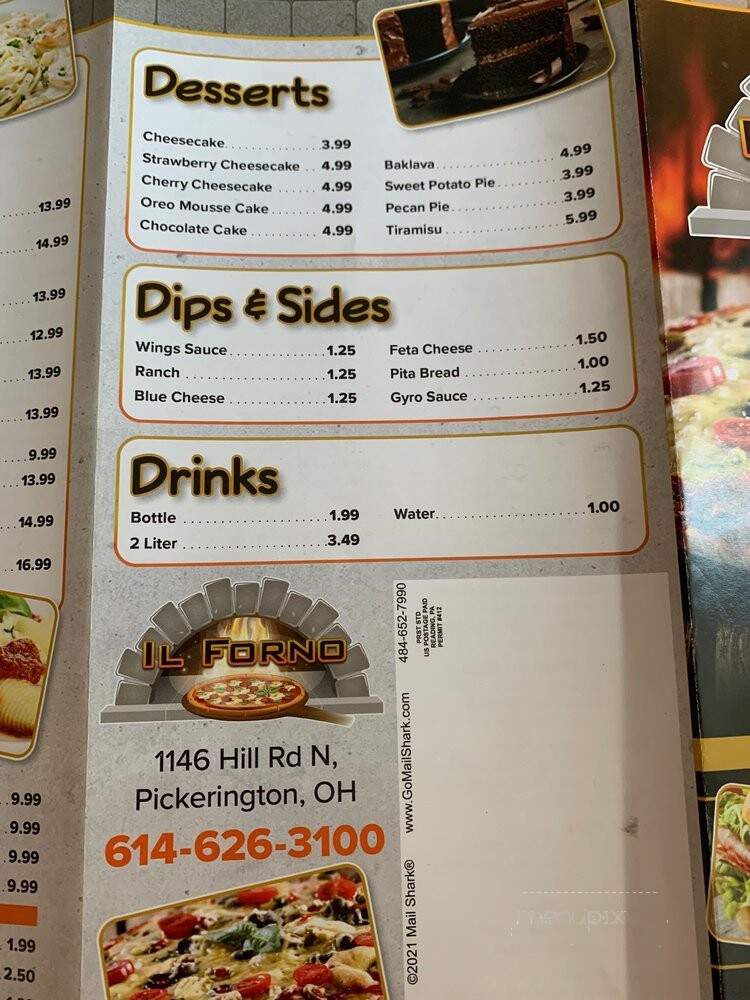 Desserts
Cheesecake 3.99
Strawberry Cheesecake 4.99
Cherry Cheesecake 4.99
Oreo Mousse Cake 4.99
Chocolate Cake 4.99
Baklava 4.99
Sweet Potato Pie 3.99
Pecan Pie 3.99
Tiramisu 5.99
Dips & Sides
Wings Sauce 1.25
Ranch 1.25
Blue Cheese 1.25
Feta Cheese 1.50
Pita Bread 1.00
Gyro Sauce 1.25
Drinks
Bottle 1.99
2 Liter 3.49
Water 1.00
IL FORNO
1146 Hill Rd N,
Pickerington, OH
614-626-3100
©2021 Mail Shark® www.GoMailShark.com 484-652-7990
PRST STD
US POSTAGE PAID
READING, PA
PERMIT #412
13.99
14.99
13.99
12.99
13.99
13.99
9.99
13.99
14.99
16.99
9.99
9.99
9.99
9.99
1.99
2.50